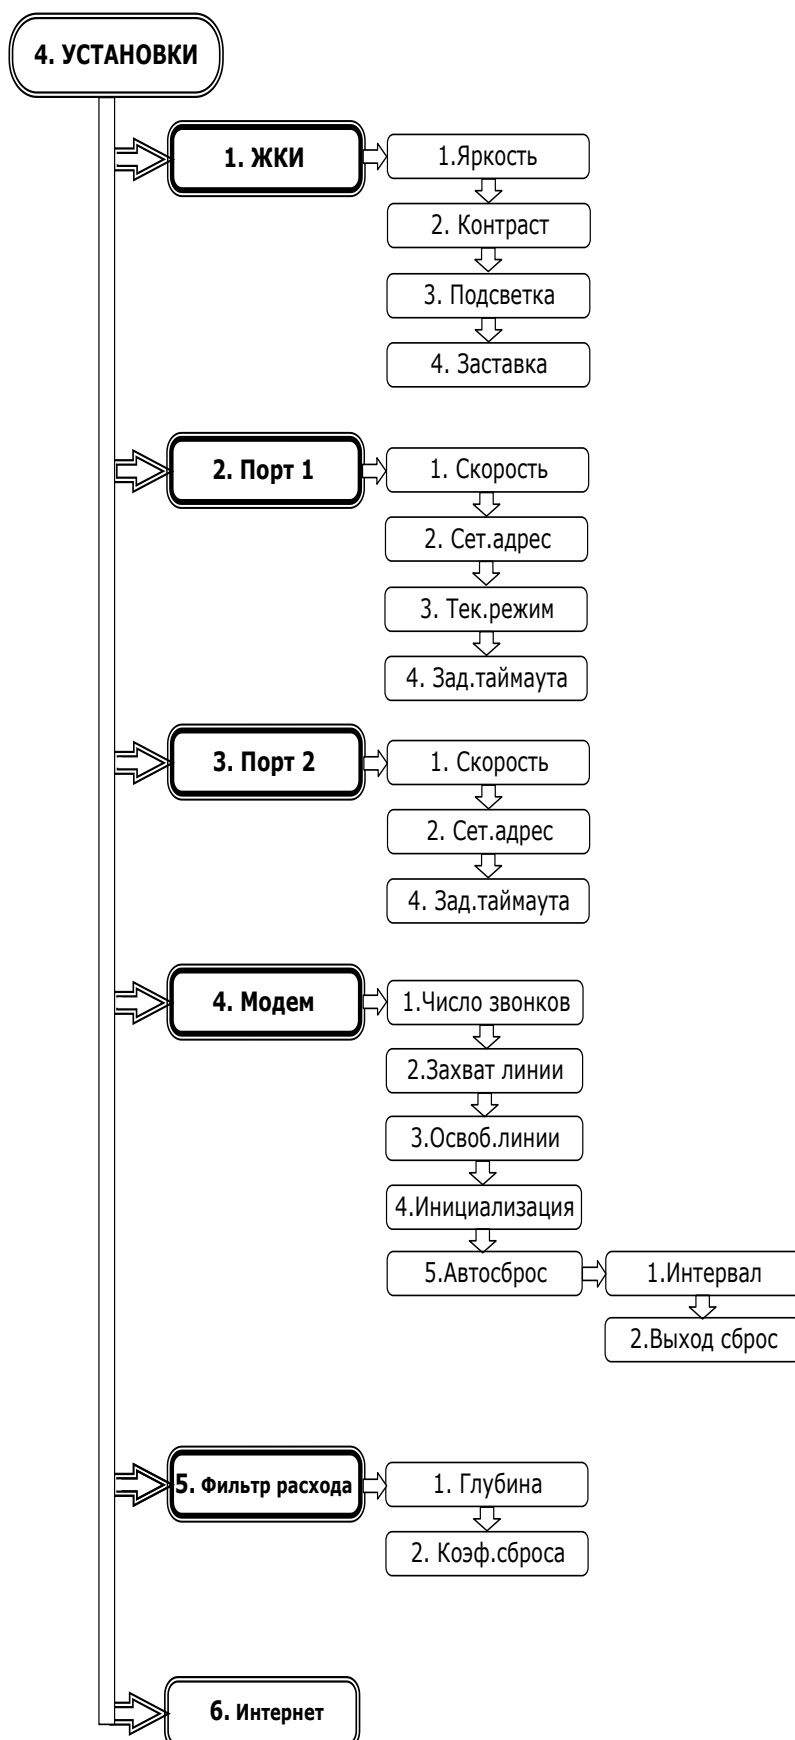 4. УСТАНОВКИ
1. ЖКИ
1.Яркость
2. Контраст
3. Подсветка
4. Заставка
2. Порт 1
1. Скорость
2. Сет.адрес
3. Тек.режим
4. Зад.таймаута
3. Порт 2
1. Скорость
2. Сет.адрес
4. Зад.таймаута
4. Модем
1.Число звонков
2.Захват линии
3.Освоб.линии
4.Инициализация
5.Автосброс
1.Интервал
2.Выход сброс
5. Фильтр расхода
1. Глубина
2. Коэф.сброса
6. Интернет